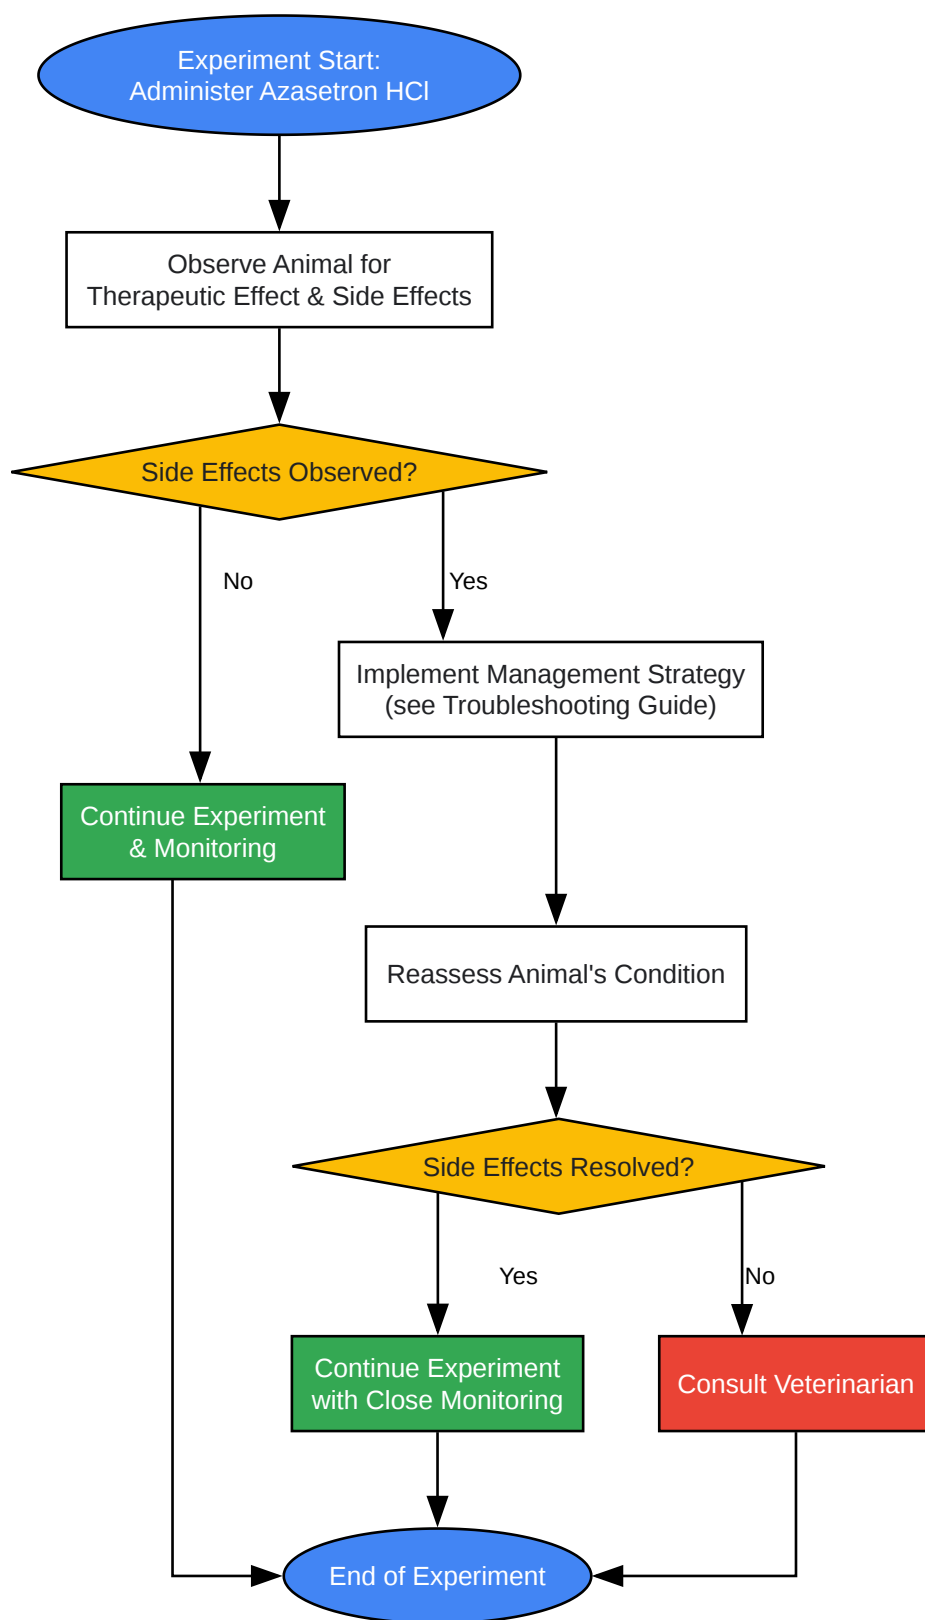 Experiment Start:
Administer Azasetron HCl
Observe Animal for
Therapeutic Effect & Side Effects
Side Effects Observed?
No
Yes
Implement Management Strategy
(see Troubleshooting Guide)
Continue Experiment
& Monitoring
Reassess Animal's Condition
Side Effects Resolved?
Yes
No
Continue Experiment
with Close Monitoring
Consult Veterinarian
End of Experiment